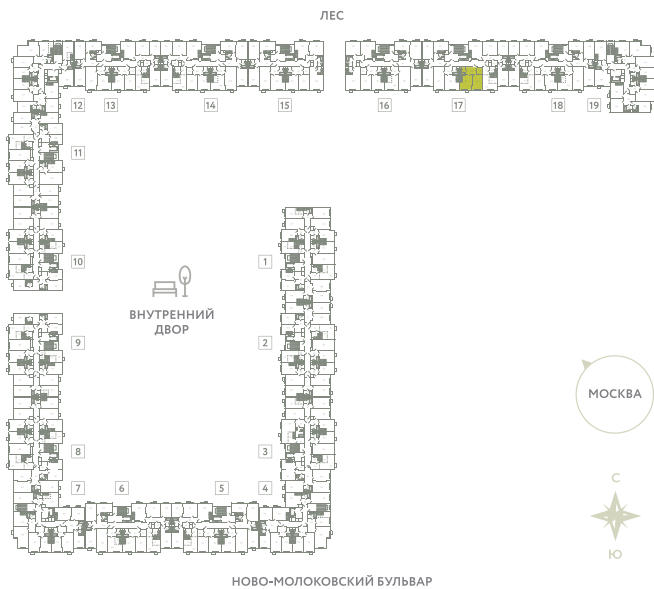 ЛЕС
12 13 14 15 16 17 18 19
11
10 1
ВНУТРЕННИЙ
ДВОР
9 2
МОСКВА
8 3
С
7 6 5 4
Ю
НОВО-МОЛОКОВСКИЙ БУЛЬВАР